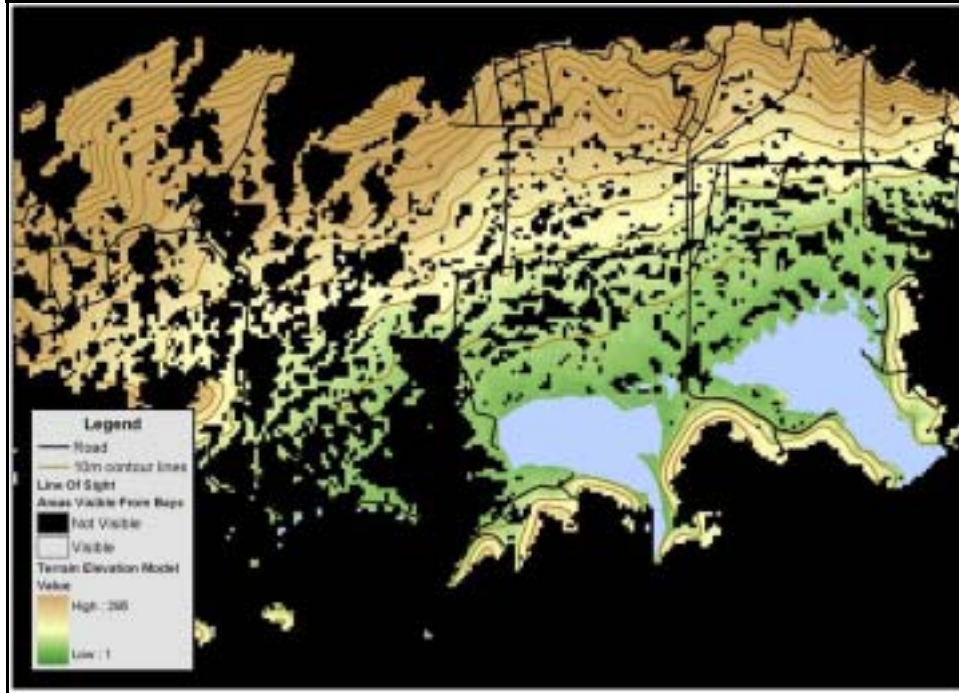 Legend
Road
10m contour lines
Line Of Sight
Areas Visible From Bays
Not Visible
Visible
Terrain Elevation Model
Value
High :
Low : 1